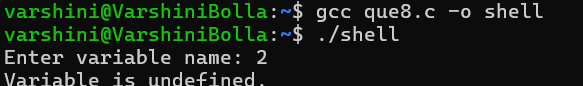 varshini@VarshiniBolla:~$ gcc que8.c -o shell
varshini@VarshiniBolla:~$ ./shell
Enter variable name: 2
Variable is undefined.